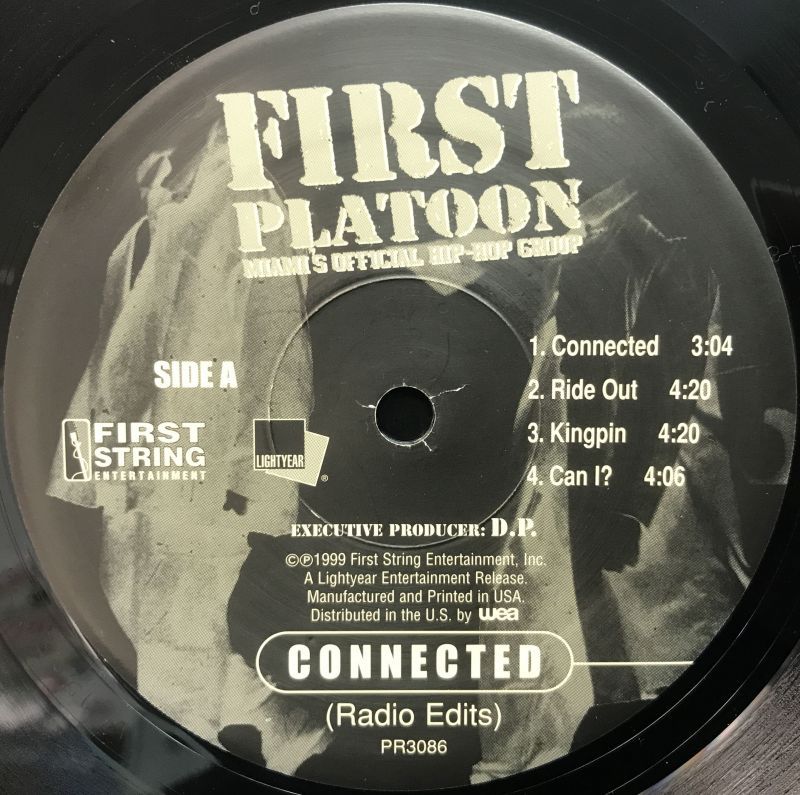 FIRST
PLATOON
MIAMI'S OFFICIAL HIP-HOP GROUP
SIDE A
1. Connected 3:04
2. Ride Out 4:20
3. Kingpin 4:20
4. Can I? 4:06
FIRST
STRING
ENTERTAINMENT
LIGHTYEAR ®
EXECUTIVE PRODUCER: D.P.
©℗1999 First String Entertainment, Inc.
A Lightyear Entertainment Release.
Manufactured and Printed in USA.
Distributed in the U.S. by wea
CONNECTED
(Radio Edits)
PR3086